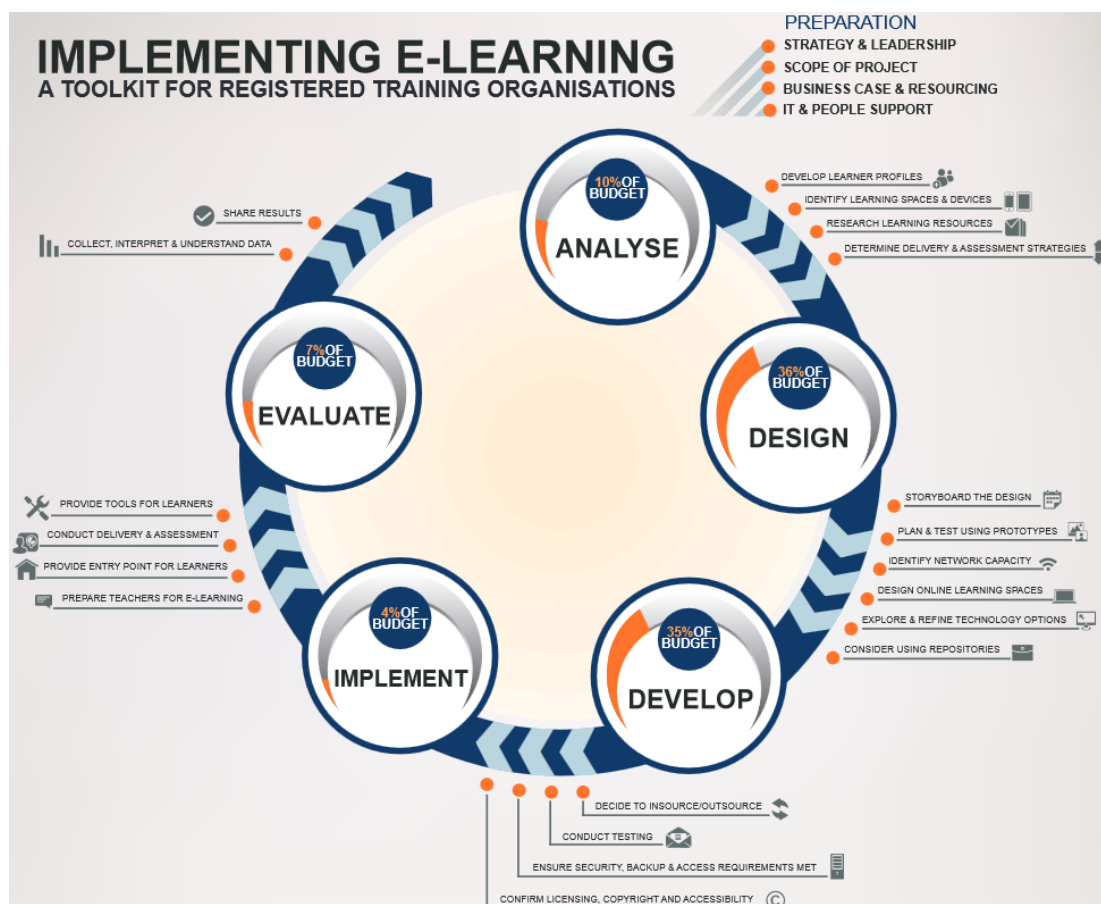 IMPLEMENTING E-LEARNING
A TOOLKIT FOR REGISTERED TRAINING ORGANISATIONS
PREPARATION
STRATEGY & LEADERSHIP
SCOPE OF PROJECT
BUSINESS CASE & RESOURCING
IT & PEOPLE SUPPORT
10% OF
BUDGET
ANALYSE
DEVELOP LEARNER PROFILES
IDENTIFY LEARNING SPACES & DEVICES
RESEARCH LEARNING RESOURCES
DETERMINE DELIVERY & ASSESSMENT STRATEGIES
36% OF
BUDGET
DESIGN
STORYBOARD THE DESIGN
PLAN & TEST USING PROTOTYPES
IDENTIFY NETWORK CAPACITY
DESIGN ONLINE LEARNING SPACES
EXPLORE & REFINE TECHNOLOGY OPTIONS
CONSIDER USING REPOSITORIES
35% OF
BUDGET
DEVELOP
DECIDE TO INSOURCE/OUTSOURCE
CONDUCT TESTING
ENSURE SECURITY, BACKUP & ACCESS REQUIREMENTS MET
CONFIRM LICENSING, COPYRIGHT AND ACCESSIBILITY ©
4% OF
BUDGET
IMPLEMENT
PROVIDE TOOLS FOR LEARNERS
CONDUCT DELIVERY & ASSESSMENT
PROVIDE ENTRY POINT FOR LEARNERS
PREPARE TEACHERS FOR E-LEARNING
7% OF
BUDGET
EVALUATE
SHARE RESULTS
COLLECT, INTERPRET & UNDERSTAND DATA